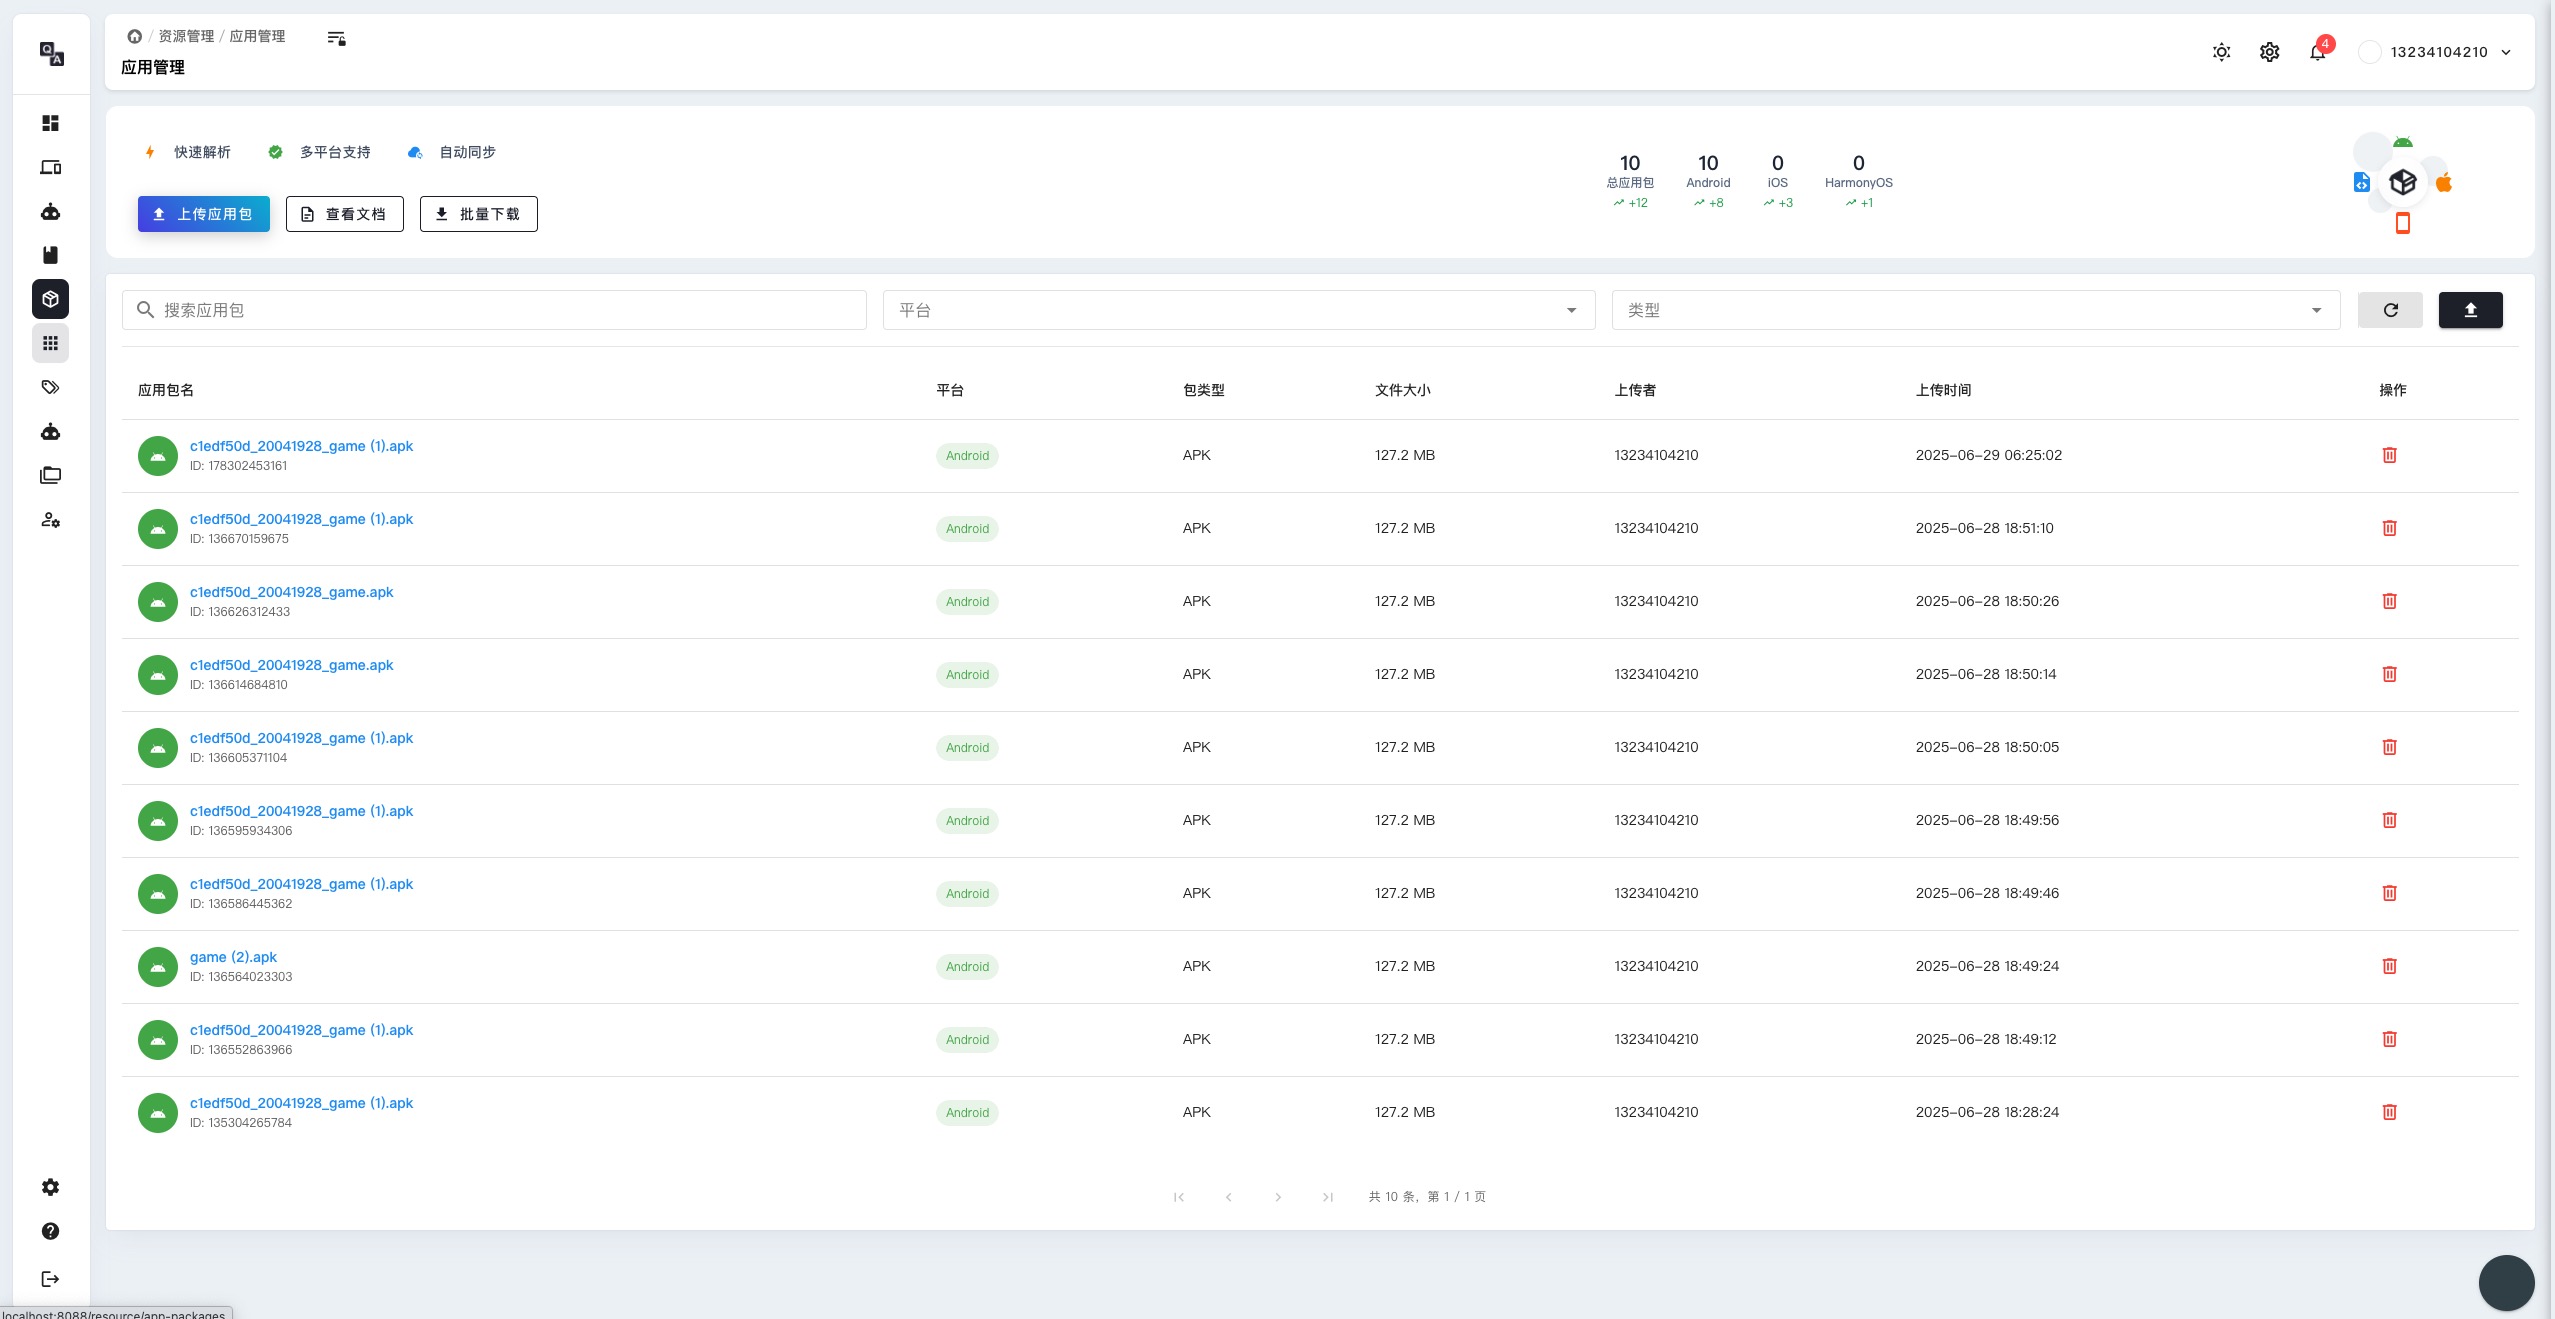 QA
/ 资源管理 / 应用管理
应用管理
4
13234104210
快速解析 多平台支持 自动同步
上传应用包 查看文档 批量下载
10 10 0 0
总应用包 Android iOS HarmonyOS
+12 +8 +3 +1
搜索应用包 平台 类型
应用包名 平台 包类型 文件大小 上传者 上传时间 操作
c1edf50d_20041928_game (1).apk
ID: 178302453161
Android APK 127.2 MB 13234104210 2025-06-29 06:25:02
c1edf50d_20041928_game (1).apk
ID: 136670159675
Android APK 127.2 MB 13234104210 2025-06-28 18:51:10
c1edf50d_20041928_game.apk
ID: 136626312433
Android APK 127.2 MB 13234104210 2025-06-28 18:50:26
c1edf50d_20041928_game.apk
ID: 136614684810
Android APK 127.2 MB 13234104210 2025-06-28 18:50:14
c1edf50d_20041928_game (1).apk
ID: 136605371104
Android APK 127.2 MB 13234104210 2025-06-28 18:50:05
c1edf50d_20041928_game (1).apk
ID: 136595934306
Android APK 127.2 MB 13234104210 2025-06-28 18:49:56
c1edf50d_20041928_game (1).apk
ID: 136586445362
Android APK 127.2 MB 13234104210 2025-06-28 18:49:46
game (2).apk
ID: 136564023303
Android APK 127.2 MB 13234104210 2025-06-28 18:49:24
c1edf50d_20041928_game (1).apk
ID: 136552863966
Android APK 127.2 MB 13234104210 2025-06-28 18:49:12
c1edf50d_20041928_game (1).apk
ID: 135304265784
Android APK 127.2 MB 13234104210 2025-06-28 18:28:24
共 10 条，第 1 / 1 页
localhost:8088/resource/app-packages